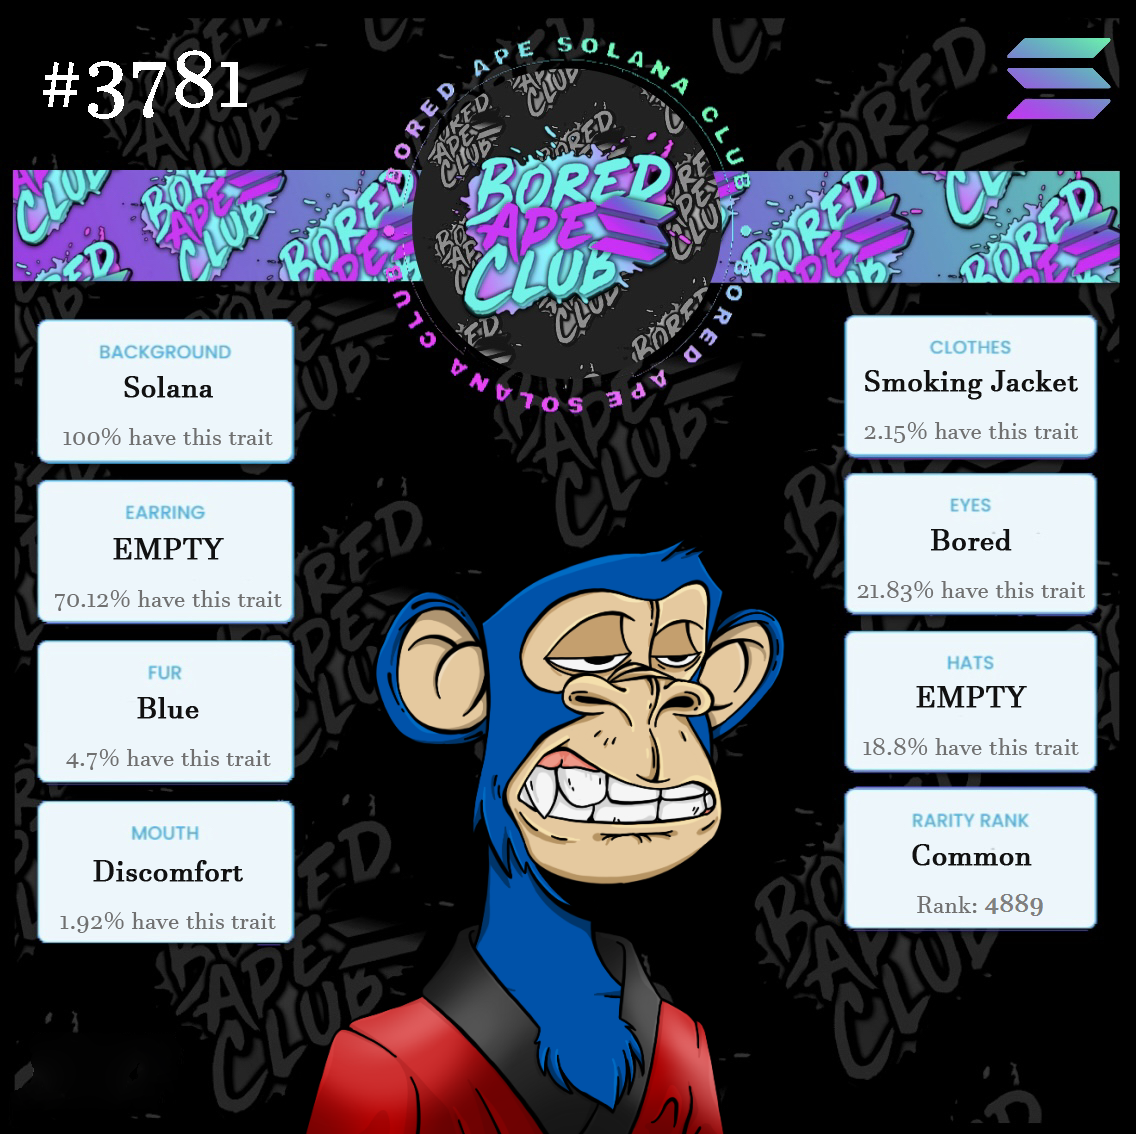 #3781
BORED APE SOLANA CLUB
BORED
APE
CLUB
BORED APE SOLANA CLUB
BACKGROUND
Solana
100% have this trait
EARRING
EMPTY
70.12% have this trait
FUR
Blue
4.7% have this trait
MOUTH
Discomfort
1.92% have this trait
CLOTHES
Smoking Jacket
2.15% have this trait
EYES
Bored
21.83% have this trait
HATS
EMPTY
18.8% have this trait
RARITY RANK
Common
Rank: 4889